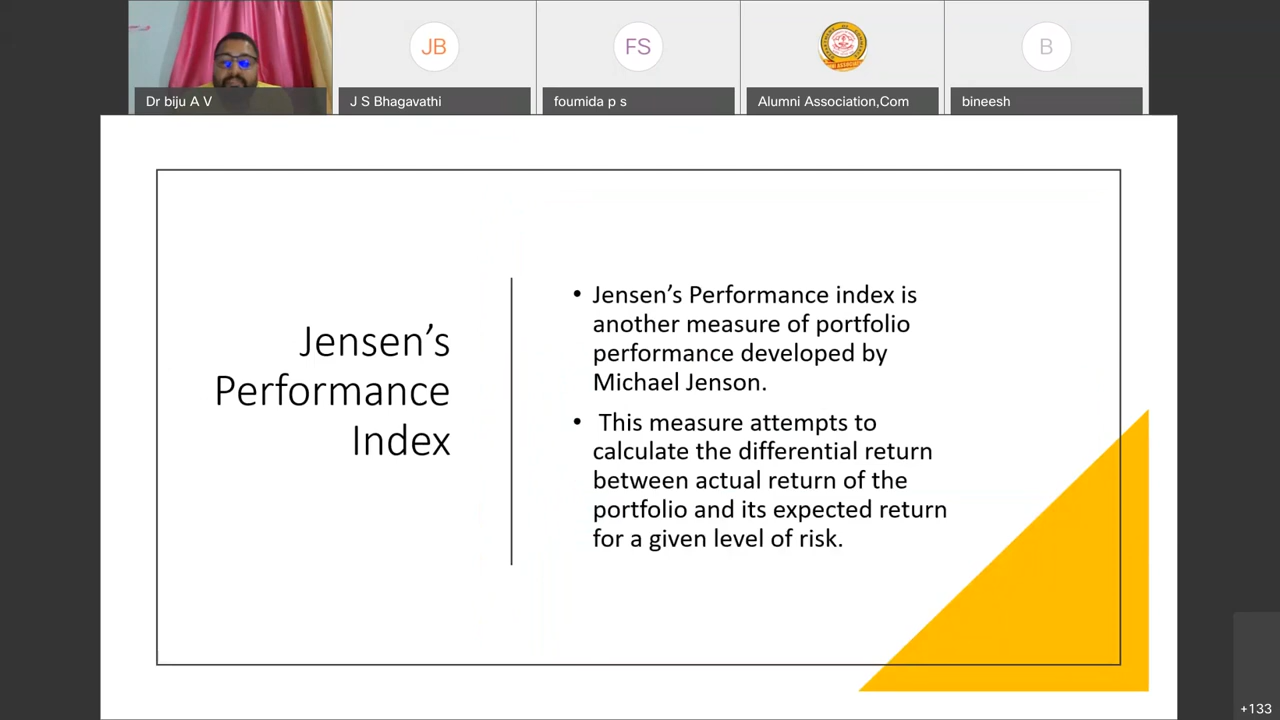 JB
FS
B
Dr biju A V
J S Bhagavathi
foumida p s
Alumni Association,Com
bineesh
Jensen’s
Performance
Index
• Jensen’s Performance index is
another measure of portfolio
performance developed by
Michael Jenson.
• This measure attempts to
calculate the differential return
between actual return of the
portfolio and its expected return
for a given level of risk.
+133